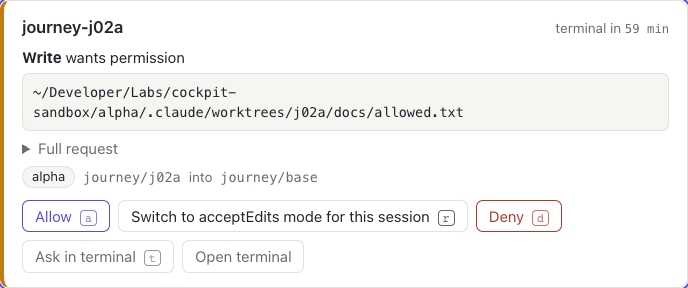 journey-j02a
terminal in 59 min
Write wants permission
~/Developer/Labs/cockpit-
sandbox/alpha/.claude/worktrees/j02a/docs/allowed.txt
▶ Full request
alpha journey/j02a into journey/base
Allow a Switch to acceptEdits mode for this session r Deny d
Ask in terminal t Open terminal